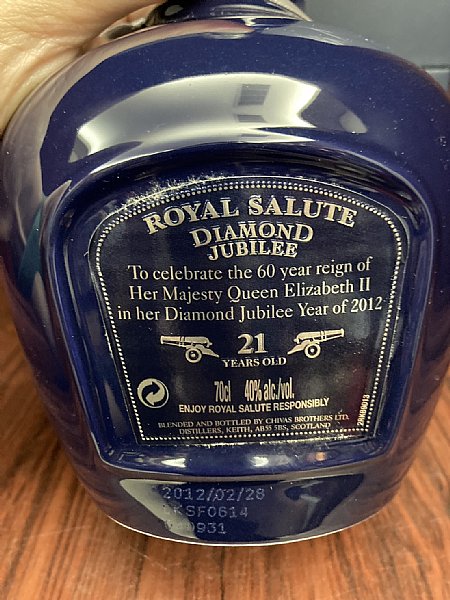 ROYAL SALUTE
DIAMOND
JUBILEE
To celebrate the 60 year reign of
Her Majesty Queen Elizabeth II
in her Diamond Jubilee Year of 2012
21
YEARS OLD
70cl 40% alc./vol.
ENJOY ROYAL SALUTE RESPONSIBLY
BLENDED AND BOTTLED BY CHIVAS BROTHERS LTD.
DISTILLERS, KEITH, AB55 5BS, SCOTLAND
2012/02/28